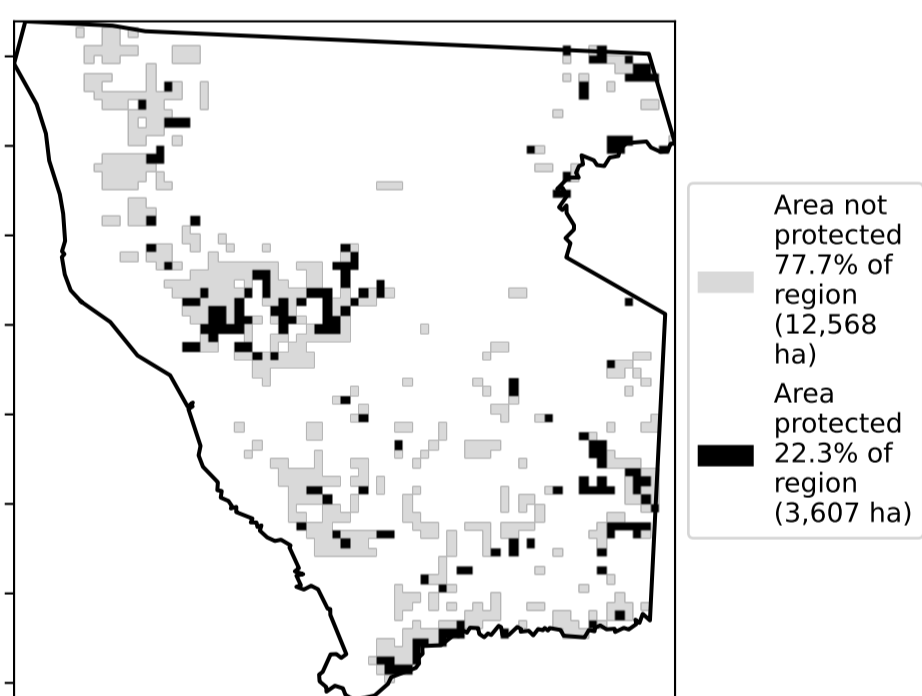 Area not
protected
77.7% of
region
(12,568
ha)
Area
protected
22.3% of
region
(3,607 ha)